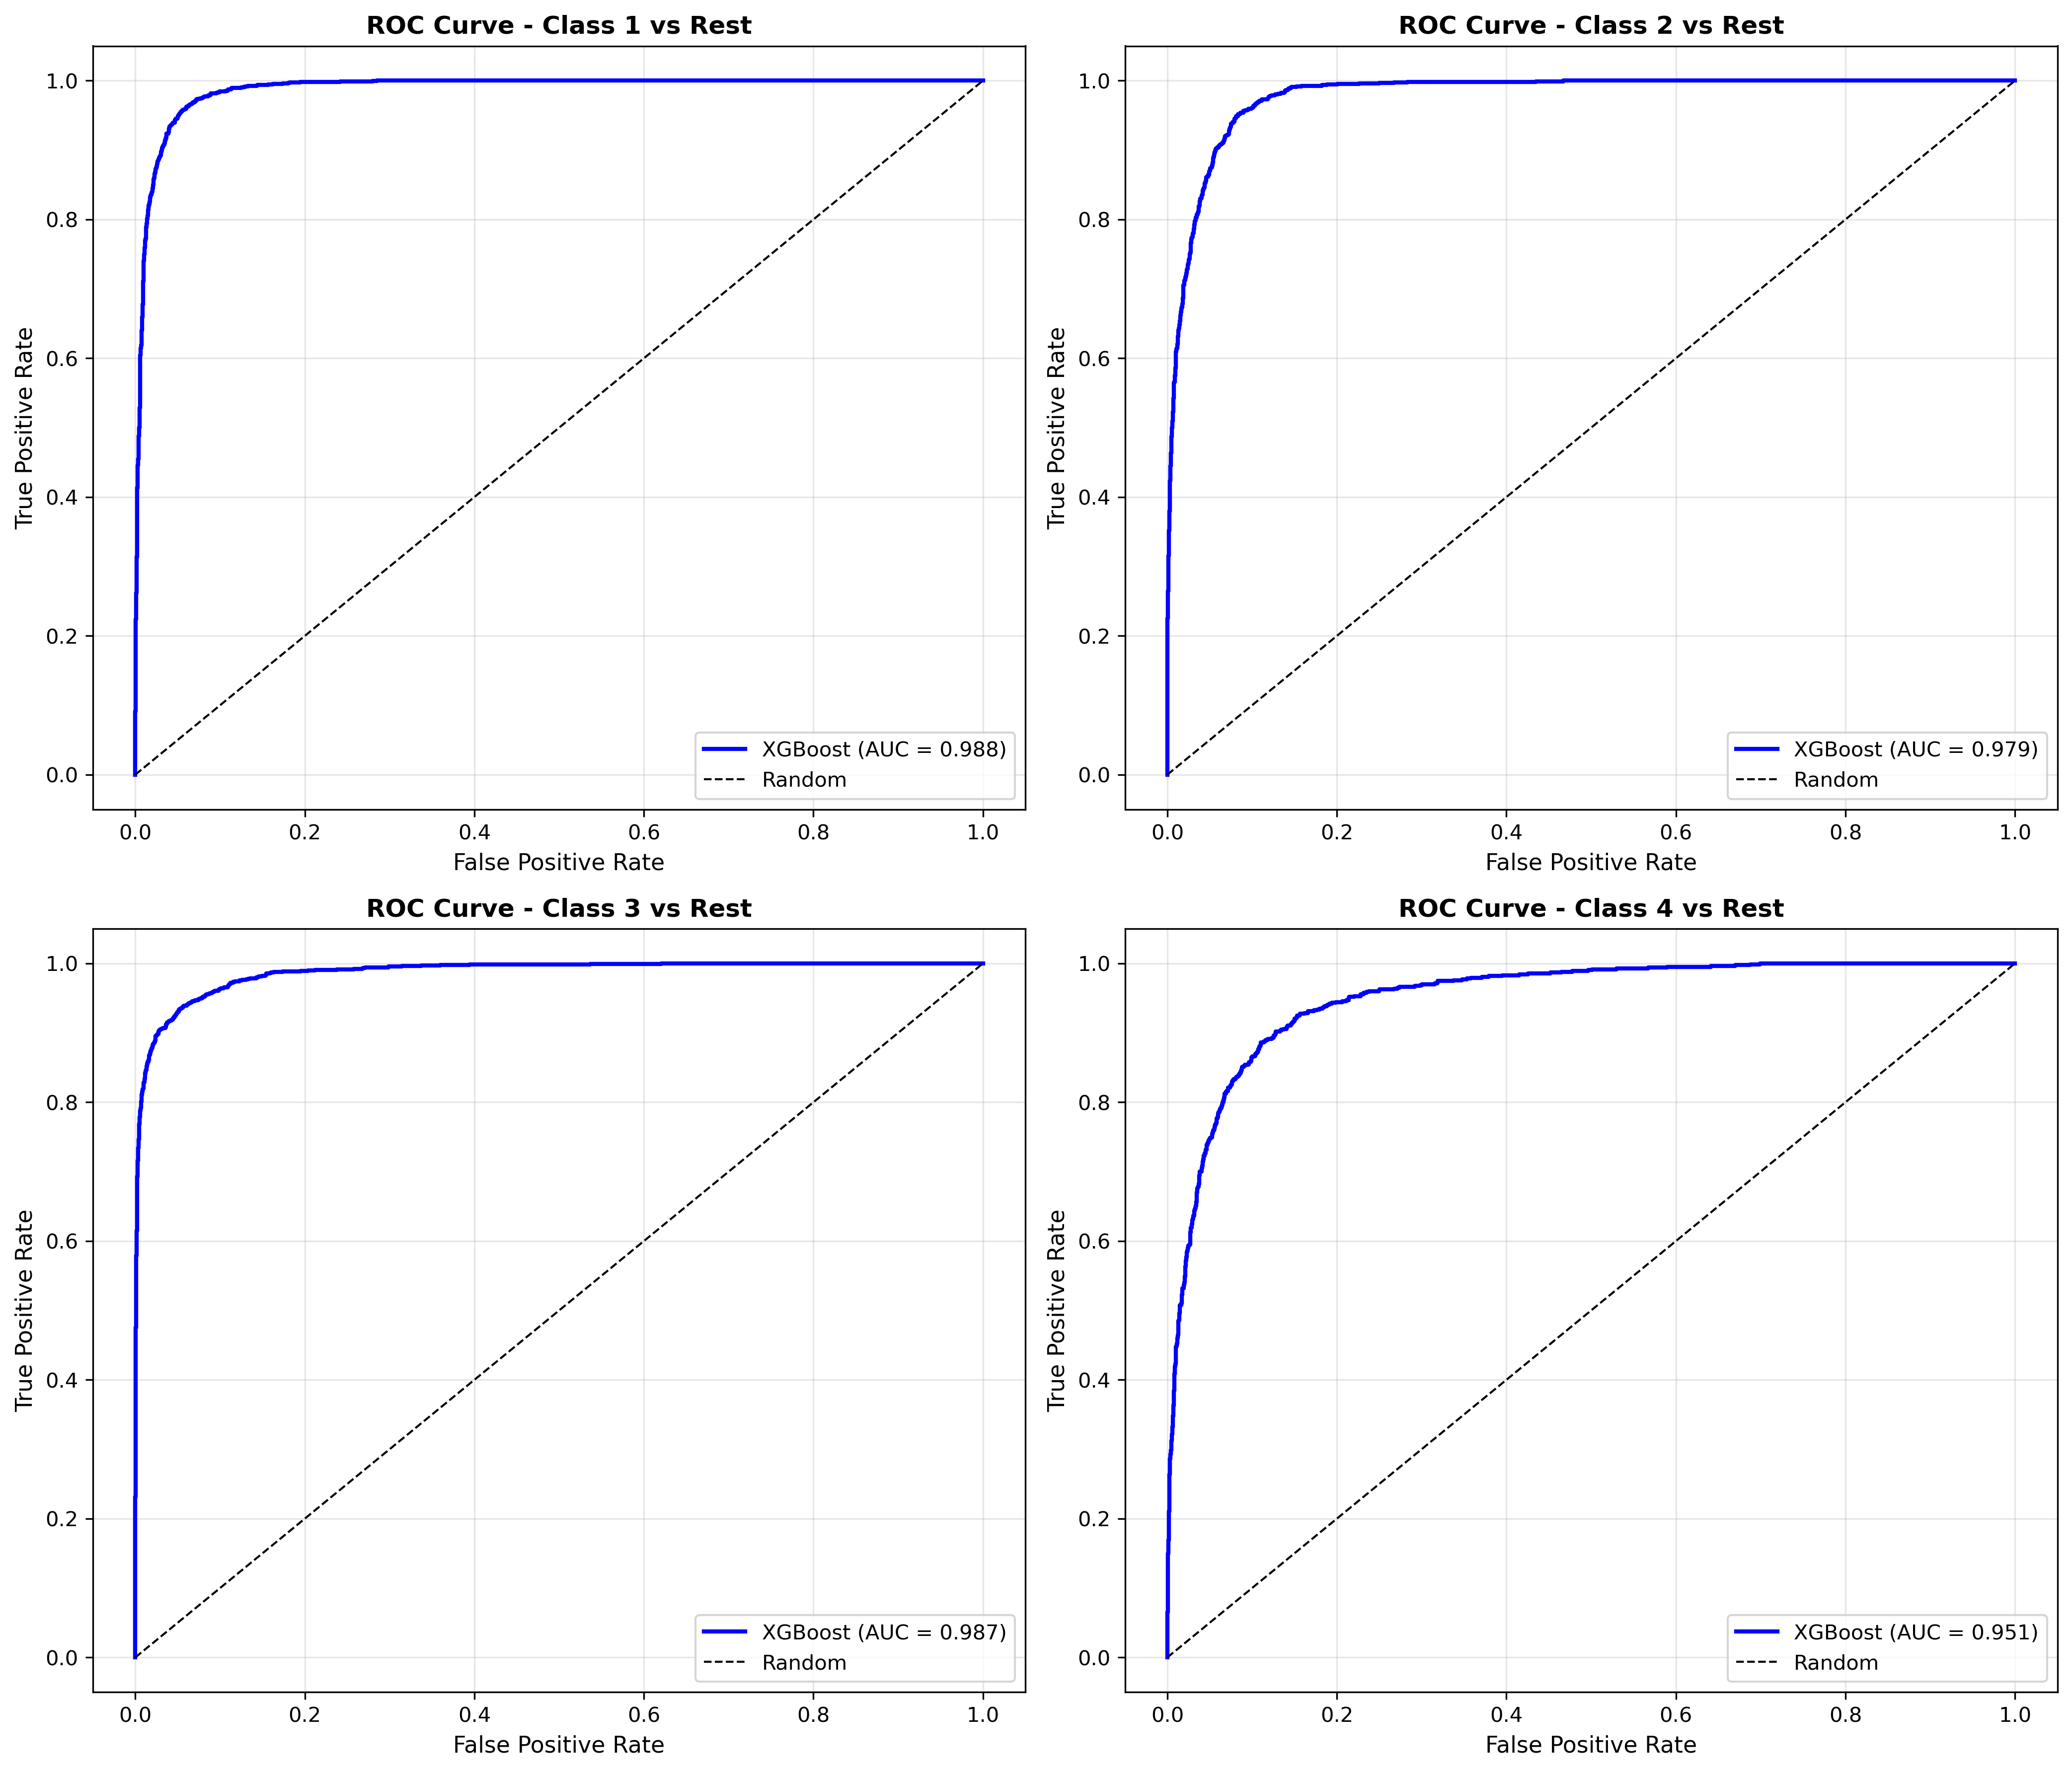 ROC Curve - Class 1 vs Rest
True Positive Rate
1.0
0.8
0.6
0.4
0.2
0.0
XGBoost (AUC = 0.988)
Random
0.0 0.2 0.4 0.6 0.8 1.0
False Positive Rate
ROC Curve - Class 2 vs Rest
True Positive Rate
1.0
0.8
0.6
0.4
0.2
0.0
XGBoost (AUC = 0.979)
Random
0.0 0.2 0.4 0.6 0.8 1.0
False Positive Rate
ROC Curve - Class 3 vs Rest
True Positive Rate
1.0
0.8
0.6
0.4
0.2
0.0
XGBoost (AUC = 0.987)
Random
0.0 0.2 0.4 0.6 0.8 1.0
False Positive Rate
ROC Curve - Class 4 vs Rest
True Positive Rate
1.0
0.8
0.6
0.4
0.2
0.0
XGBoost (AUC = 0.951)
Random
0.0 0.2 0.4 0.6 0.8 1.0
False Positive Rate